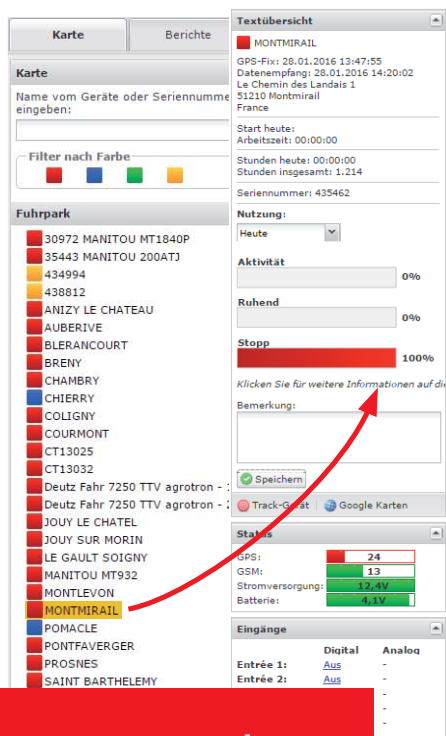 Karte
Berichte
Karte
Name vom Geräte oder Seriennumme
eingeben:
Filter nach Farbe
Fuhrpark
30972 MANITOU MT1840P
35443 MANITOU 200ATJ
434994
438812
ANIZY LE CHATEAU
AUBERIVE
BLERANCOURT
BRENY
CHAMBRY
CHIERRY
COLIGNY
COURMONT
CT13025
CT13032
Deutz Fahr 7250 TTV agrotron -
Deutz Fahr 7250 TTV agrotron -
JOUY LE CHATEL
JOUY SUR MORIN
LE GAULT SOIGNY
MANITOU MT932
MONTLEVON
MONTMIRAIL
POMACLE
PONTFAVERGER
PROSNES
SAINT BARTHELEMY
Textübersicht
MONTMIRAIL
GPS-Fix: 28.01.2016 13:47:55
Datenempfang: 28.01.2016 14:20:02
Le Chemin des Landais 1
51210 Montmirail
France
Start heute:
Arbeitszeit: 00:00:00
Stunden heute: 00:00:00
Stunden insgesamt: 1.214
Seriennummer: 435462
Nutzung:
Heute
Aktivität
0%
Ruhend
0%
Stopp
100%
Klicken Sie für weitere Informationen auf die
Bemerkung:
Speichern
Track-Gerät Google Karten
Status
GPS: 24
GSM: 13
Stromversorgung: 12,4V
Batterie: 4,1V
Eingänge
Digital Analog
Entrée 1: Aus -
Entrée 2: Aus -
-
-